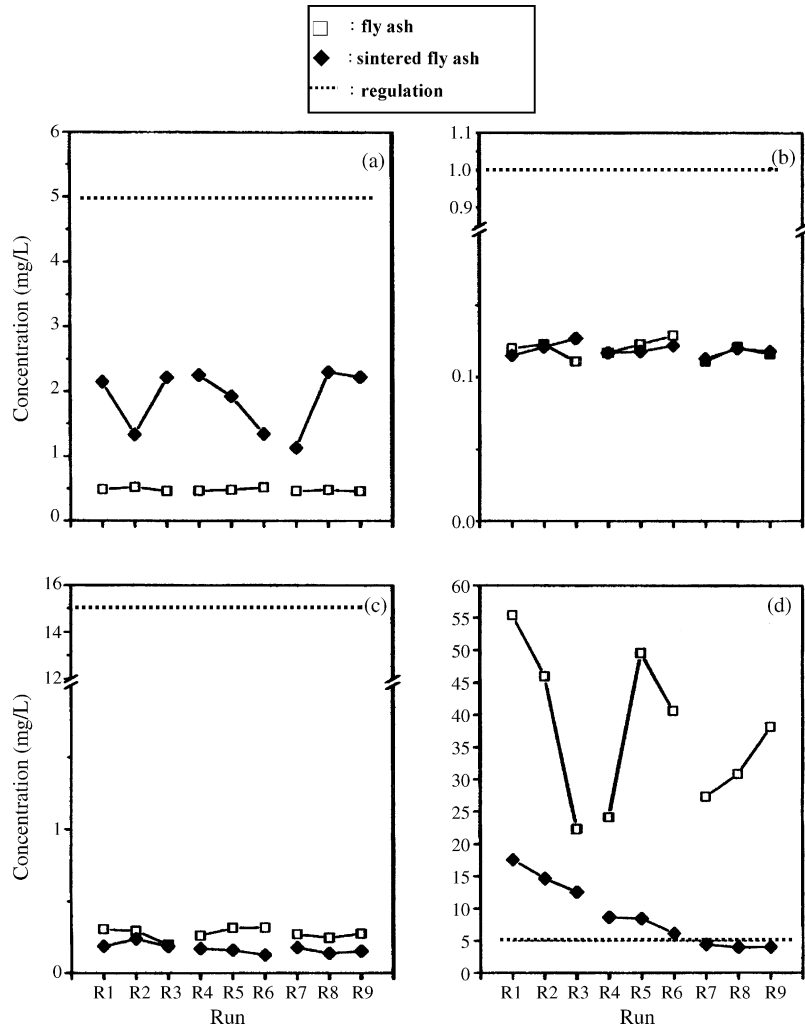 : fly ash
: sintered fly ash
: regulation
(a)
6
5
4
3
2
1
0
Concentration (mg/L)
(b)
1.1
1.0
0.9
0.1
0.0
(c)
16
14
12
1
0
Concentration (mg/L)
R1 R2 R3 R4 R5 R6 R7 R8 R9
Run
(d)
60
55
50
45
40
35
30
25
20
15
10
5
0
R1 R2 R3 R4 R5 R6 R7 R8 R9
Run